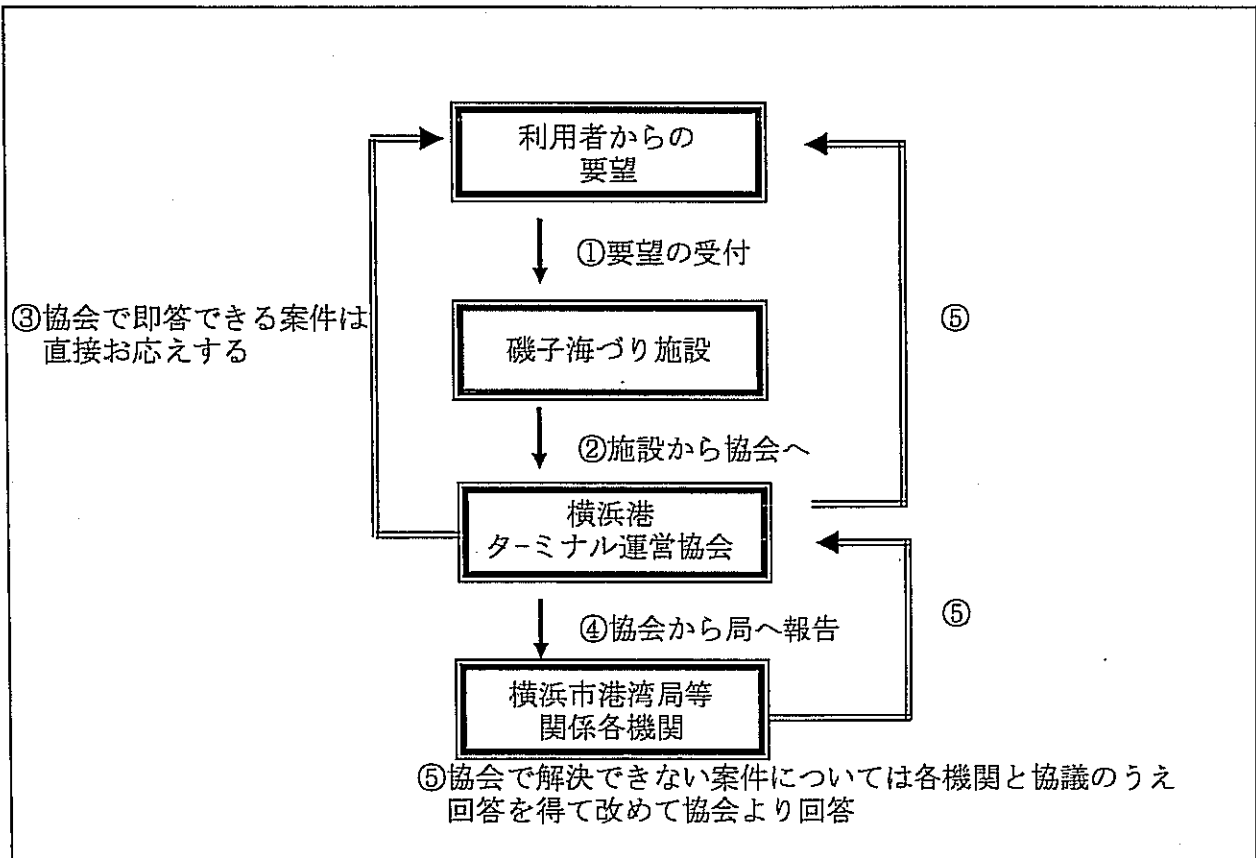 利用者からの
要望
①要望の受付
③協会で即答できる案件は
直接お応えする
⑤
磯子海づり施設
②施設から協会へ
横浜港
ターミナル運営協会
⑤
④協会から局へ報告
横浜市港湾局等
関係各機関
⑤協会で解決できない案件については各機関と協議のうえ
回答を得て改めて協会より回答